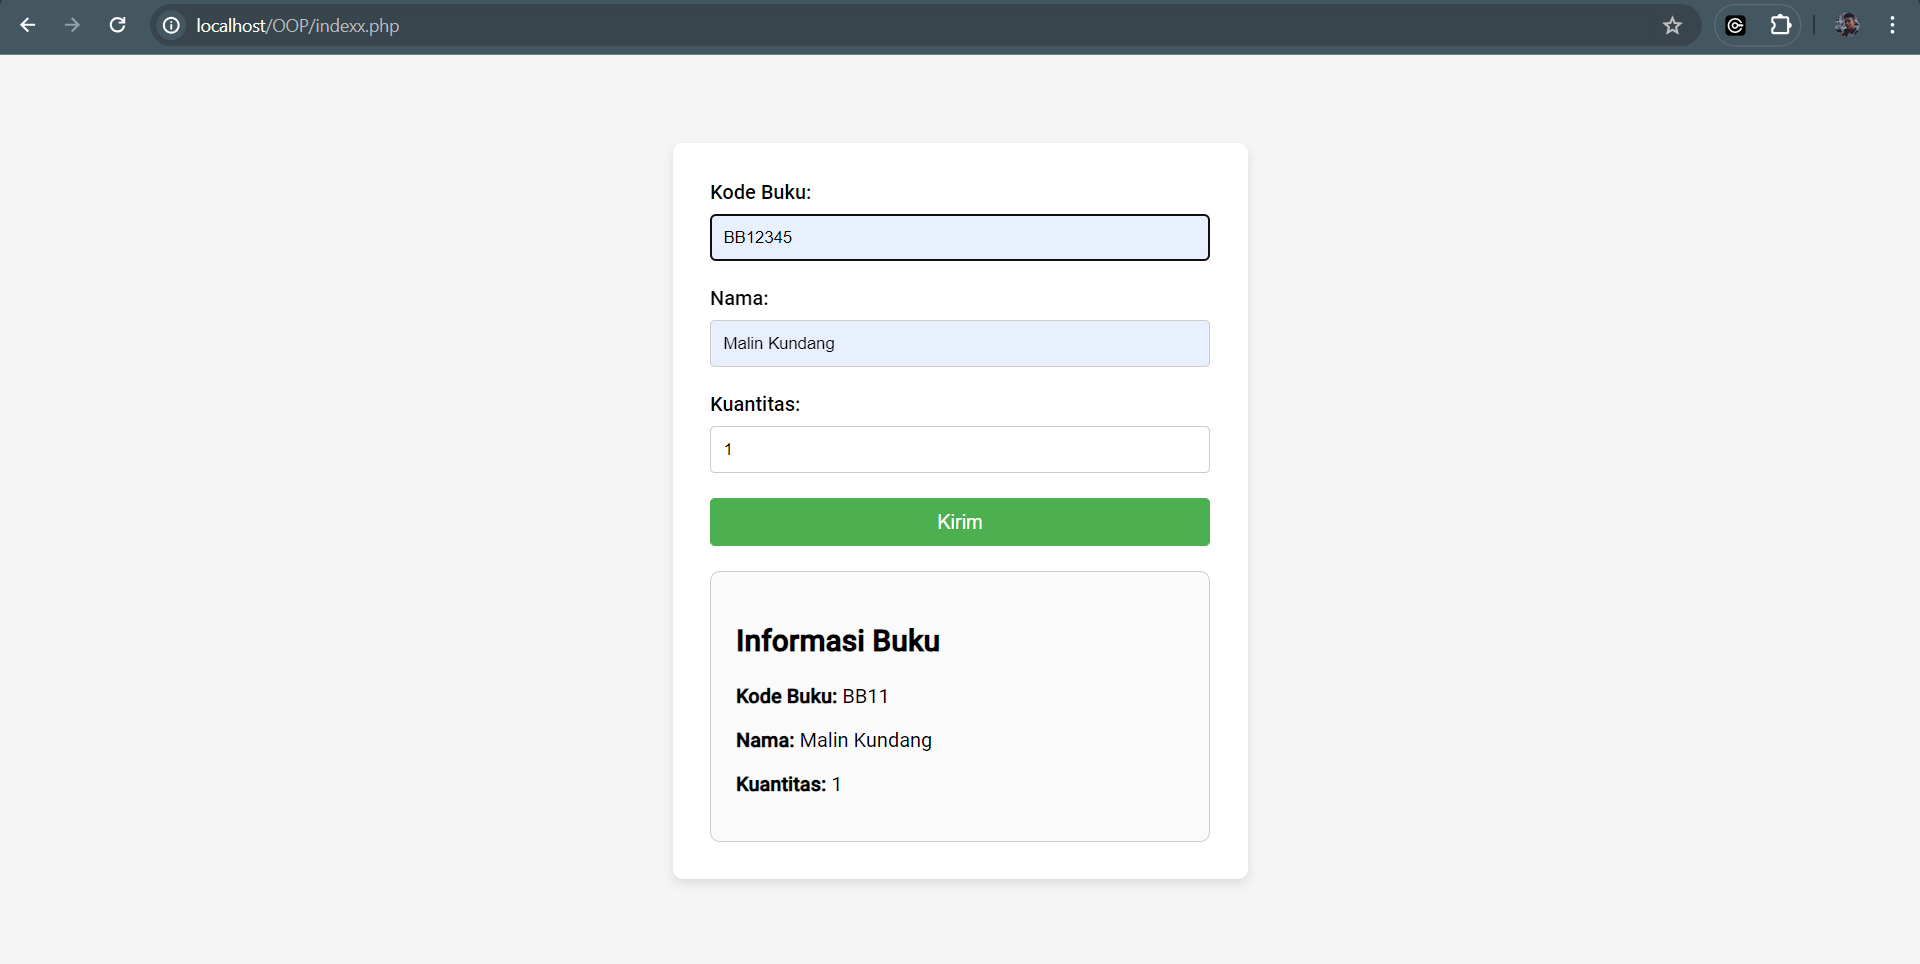 localhost/OOP/indexx.php
Kode Buku:
BB12345
Nama:
Malin Kundang
Kuantitas:
1
Kirim
Informasi Buku
Kode Buku: BB11
Nama: Malin Kundang
Kuantitas: 1